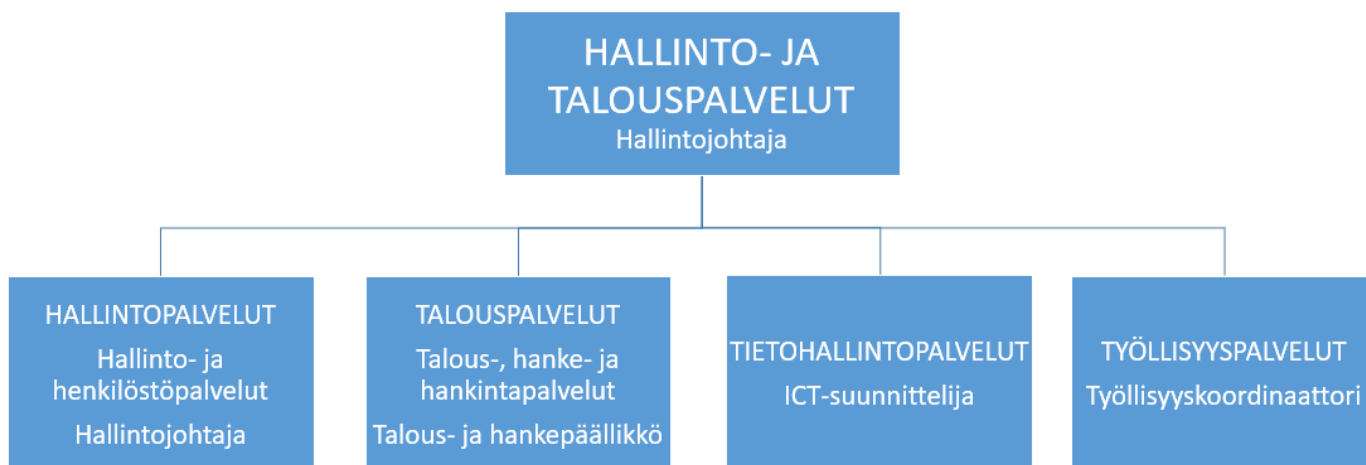 HALLINTO- JA
TALOUSPALVELUT
Hallintojohtaja
HALLINTOPALVELUT
Hallinto- ja
henkilöstöpalvelut
Hallintojohtaja
TALOUSPALVELUT
Talous-, hanke- ja
hankintapalvelut
Talous- ja hankepäällikkö
TIETOHALLINTOPALVELUT
ICT-suunnittelija
TYÖLLISYYSPALVELUT
Työllisyyskoordinaattori